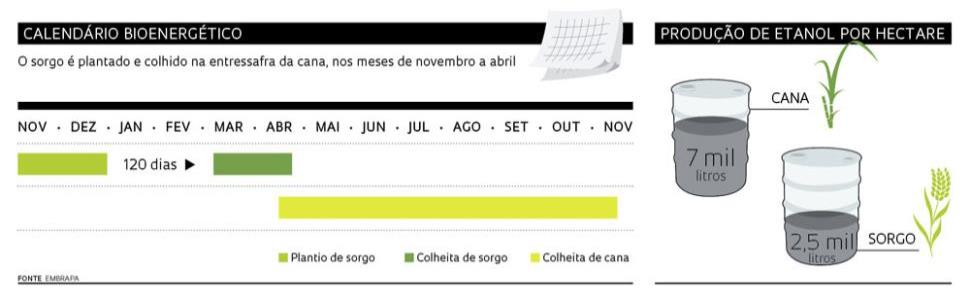 CALENDÁRIO BIOENERGÉTICO
O sorgo é plantado e colhido na entressafra da cana, nos meses de novembro a abril
NOV · DEZ · JAN · FEV · MAR · ABR · MAI · JUN · JUL · AGO · SET · OUT · NOV
120 dias ▶
Plantio de sorgo Colheita de sorgo Colheita de cana
FONTE EMBRAPA
PRODUÇÃO DE ETANOL POR HECTARE
CANA
7 mil
litros
SORGO
2,5 mil
litros